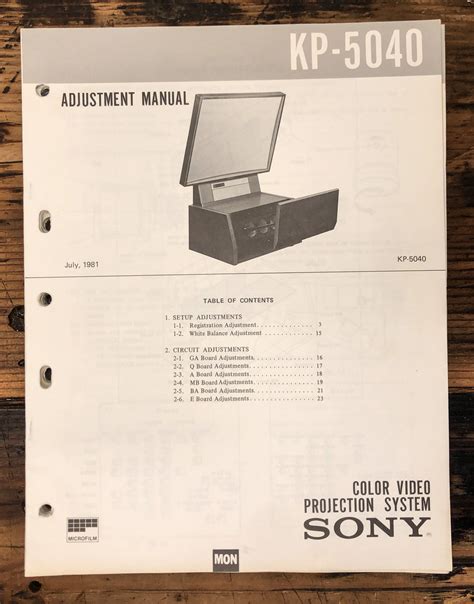 KP-5040
ADJUSTMENT MANUAL
July, 1981
KP-5040
TABLE OF CONTENTS
1. SETUP ADJUSTMENTS
1-1. Registration Adjustment . . . . . . . . . . . . . 3
1-2. White Balance Adjustment . . . . . . . . . . . 15
2. CIRCUIT ADJUSTMENTS
2-1. GA Board Adjustments. . . . . . . . . . . . . . 16
2-2. Q Board Adjustments. . . . . . . . . . . . . . . 17
2-3. A Board Adjustments. . . . . . . . . . . . . . . 18
2-4. MB Board Adjustments . . . . . . . . . . . . . 19
2-5. BA Board Adjustments. . . . . . . . . . . . . . 21
2-6. E Board Adjustments. . . . . . . . . . . . . . . 23
COLOR VIDEO
PROJECTION SYSTEM
SONY®
MICROFILM
MON